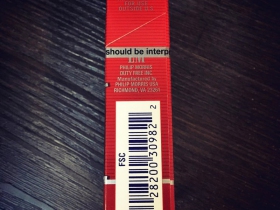 should be interp
PHILIP MORRIS
DUTY FREE INC.
Manufactured by
PHILIP MORRIS USA
RICHMOND, VA 23261
FSC
28200 30982 2